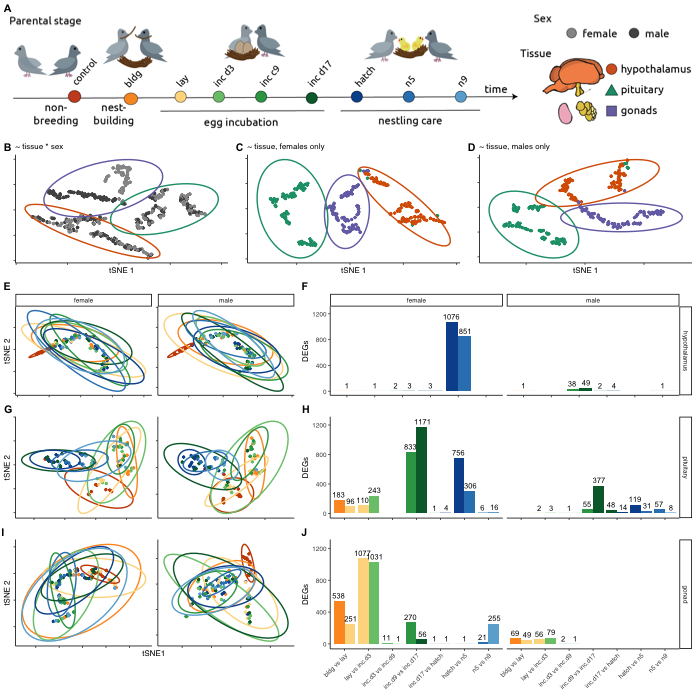 A
Parental stage
control
bldg
lay
inc d3
inc c9
inc d17
hatch
n5
n9
time
non-
breeding
nest-
building
egg incubation
nestling care
Sex
female male
Tissue
hypothalamus
pituitary
gonads
B ~ tissue * sex
tSNE 1
C ~ tissue, females only
tSNE 1
D ~ tissue, males only
tSNE 1
E
female male
tSNE 2
F
female male
DEGs
1200
800
400
0
1 1 2 3 3 1076 851
1 38 49 2 4 1
hypothalamus
G
tSNE 2
H
DEGs
1200
800
400
0
183 96 110 243 833 1171 1 4 756 306 6 16
2 3 1 55 377 48 14 119 31 57 8
pituitary
I
tSNE 2
tSNE1
J
DEGs
1200
800
400
0
538 251 1077 1031 11 1 270 56 1 1 21 255
69 49 56 79 2 1
gonad
bldg vs lay
lay vs inc.d3
inc d3 vs inc d9
inc d9 vs inc.d17
inc d17 vs hatch
hatch vs n5
n5 vs n9
bldg vs lay
lay vs inc.d3
inc d3 vs inc d9
inc d9 vs inc.d17
inc d17 vs hatch
hatch vs n5
n5 vs n9